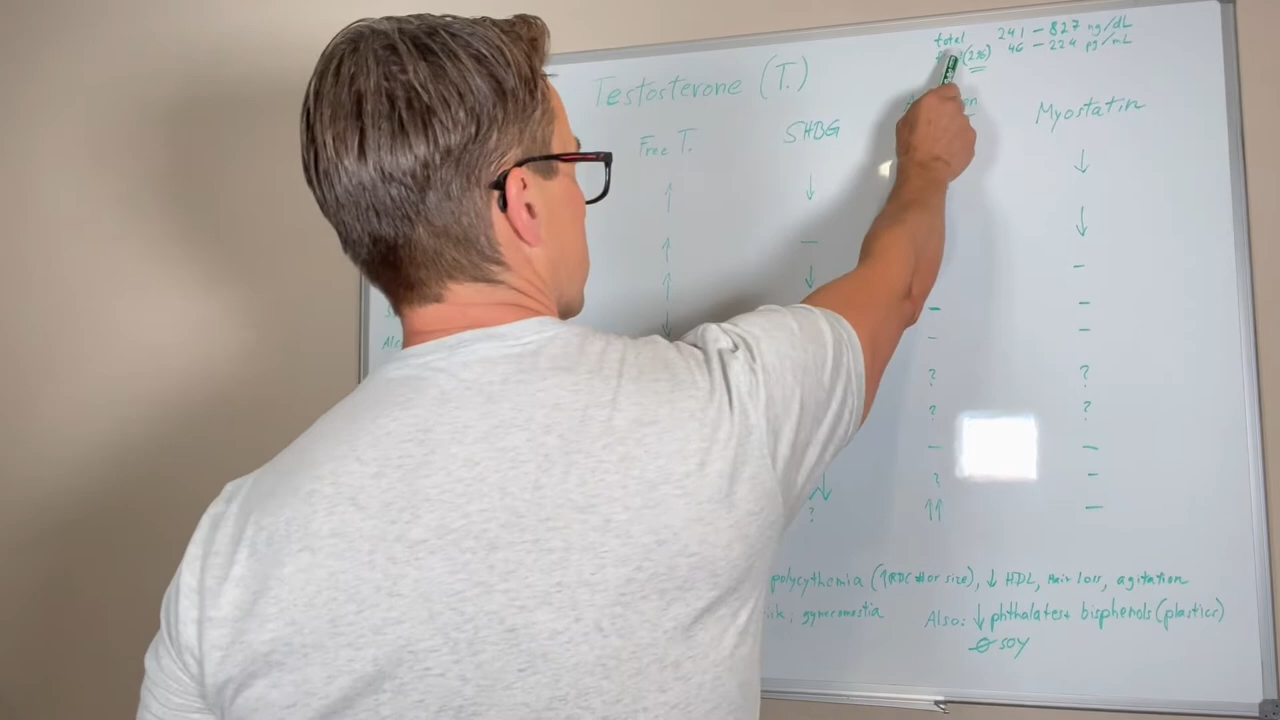 total 241 - 827 ng/dL
(2%) 46 - 224 pg/mL
Testosterone (T.)
Free T. SHBG Myostatin
↑ ↓ ↓
↑ — ↓
↑ ↓ -
↓ - -
- -
? ?
? ?
- -
↓ ? -
? ↑↑ -
polycythemia (↑RBC # or size), ↓ HDL, Hair loss, agitation
gynecomastia Also: ↓ phthalates + bisphenols (plastics)
soy